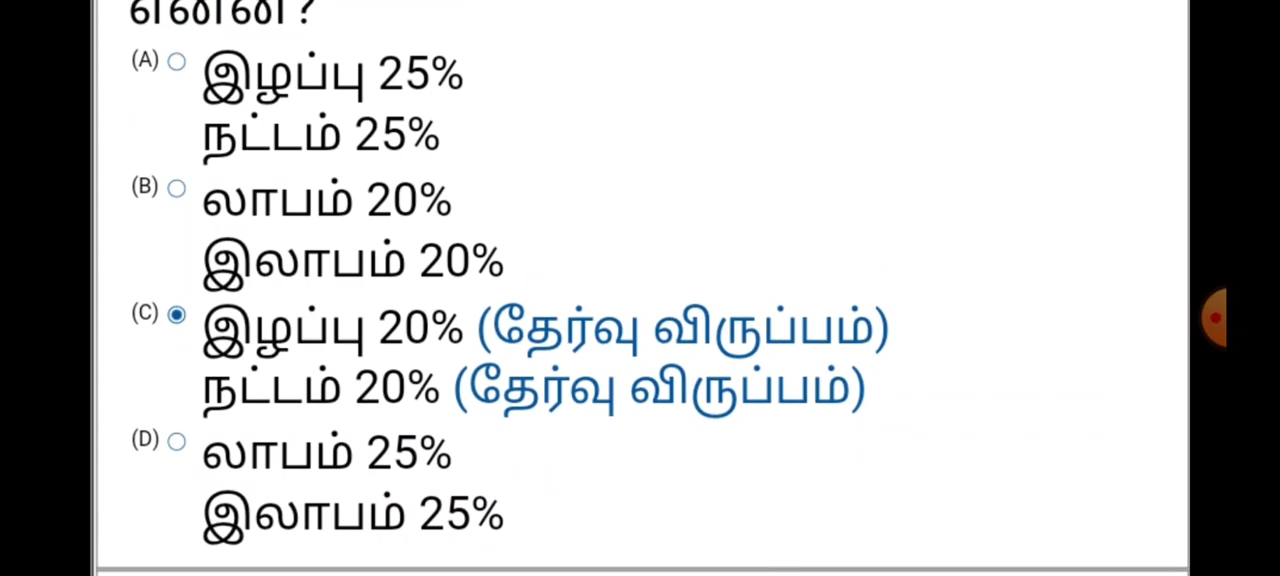 என்ன?
(A) இழப்பு 25%
நட்டம் 25%
(B) லாபம் 20%
இலாபம் 20%
(C) இழப்பு 20% (தேர்வு விருப்பம்)
நட்டம் 20% (தேர்வு விருப்பம்)
(D) லாபம் 25%
இலாபம் 25%